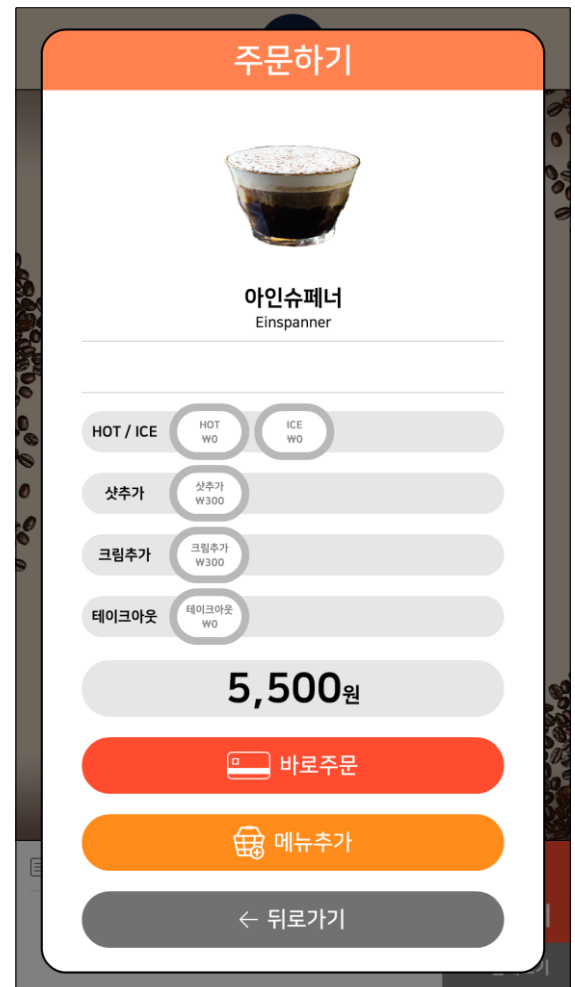 주문하기
아인슈페너
Einspanner
HOT / ICE
HOT
₩0
ICE
₩0
샷추가
샷추가
₩300
크림추가
크림추가
₩300
테이크아웃
테이크아웃
₩0
5,500원
바로주문
메뉴추가
← 뒤로가기